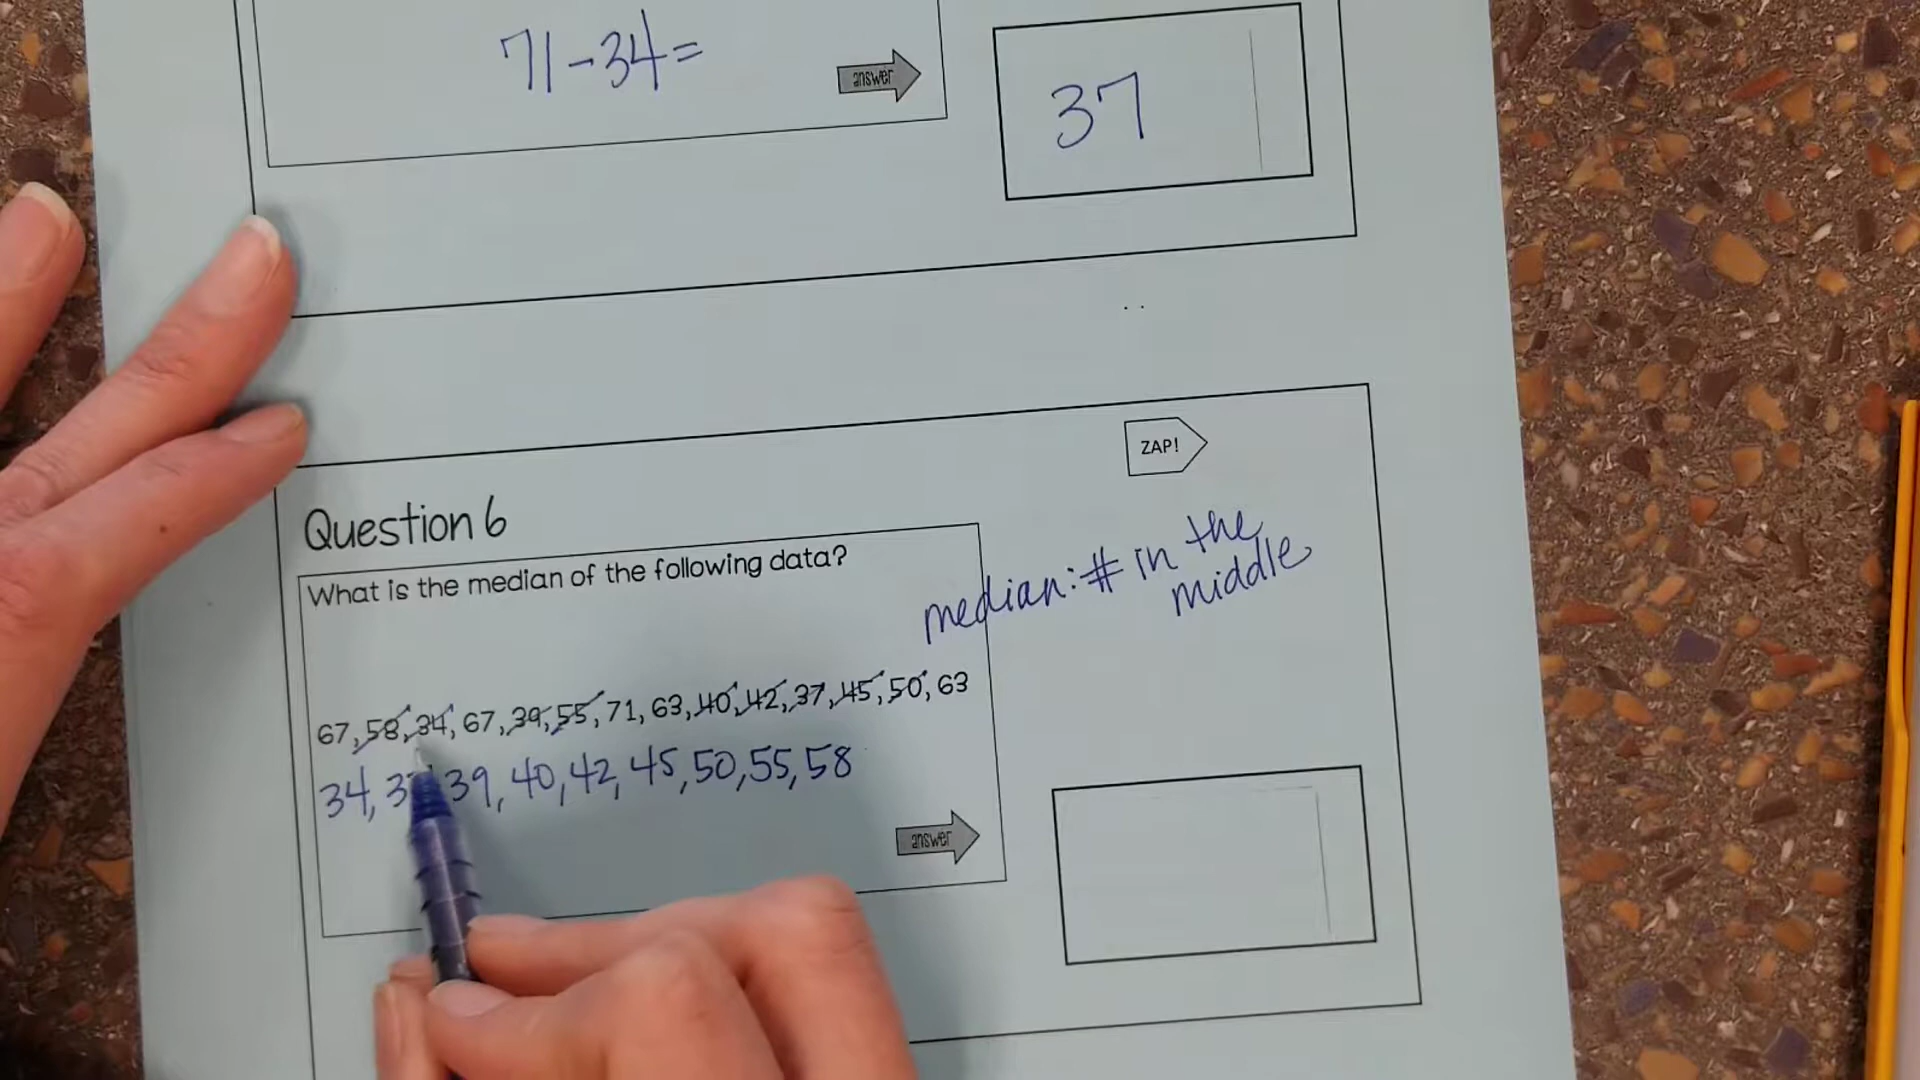 71-34=
answer
37
ZAP!
Question 6
What is the median of the following data?
median: # in the
middle
67, 58, 34, 67, 39, 55, 71, 63, 40, 42, 37, 45, 50, 63
34, 39, 40, 42, 45, 50, 55, 58
answer